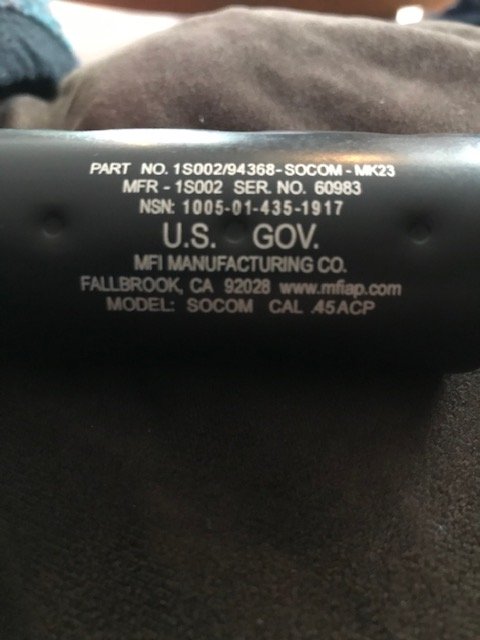 PART NO. 1S002/94368-SOCOM-MK23
MFR - 1S002 SER. NO. 60983
NSN: 1005-01-435-1917
U.S. GOV.
MFI MANUFACTURING CO.
FALLBROOK, CA 92028 www.mfiap.com
MODEL: SOCOM CAL .45ACP